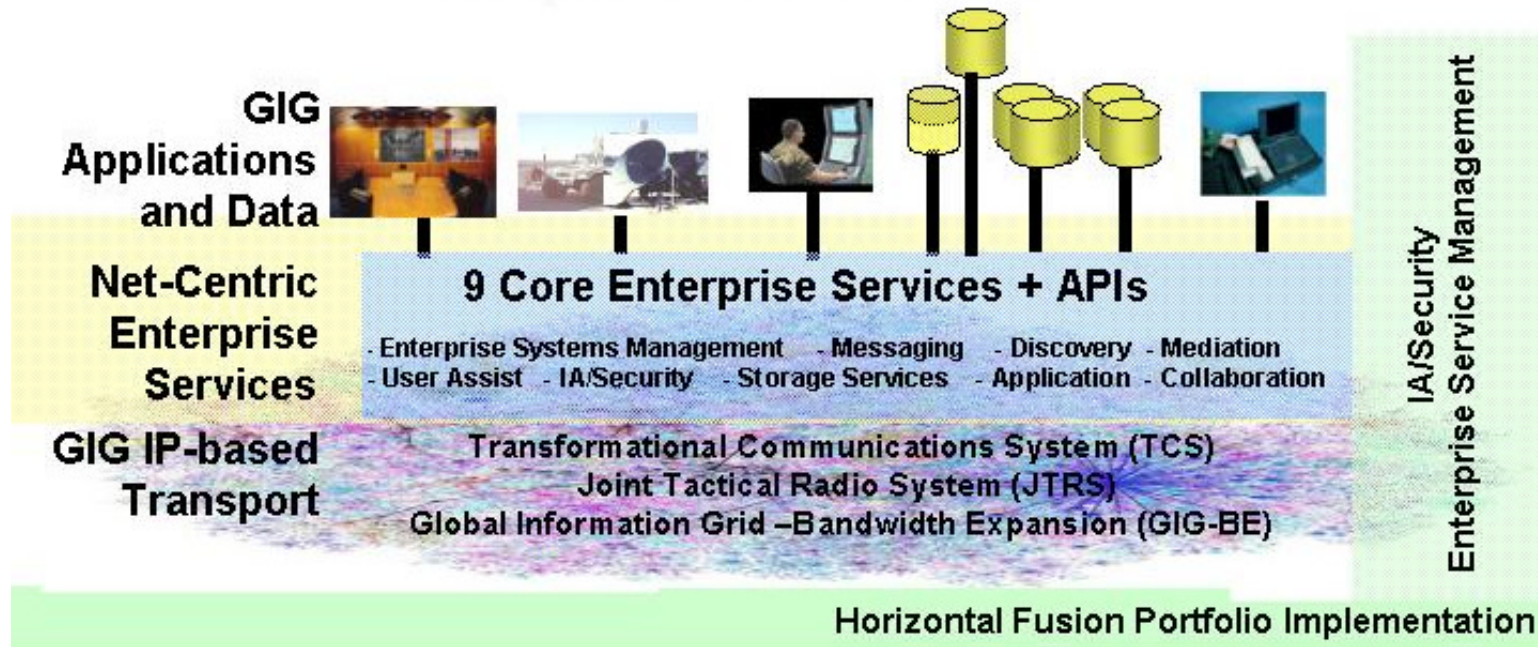 GIG
Applications
and Data
Net-Centric
Enterprise
Services
9 Core Enterprise Services + APIs
- Enterprise Systems Management - Messaging - Discovery - Mediation
- User Assist - IA/Security - Storage Services - Application - Collaboration
GIG IP-based
Transport
Transformational Communications System (TCS)
Joint Tactical Radio System (JTRS)
Global Information Grid –Bandwidth Expansion (GIG-BE)
IA/Security
Enterprise Service Management
Horizontal Fusion Portfolio Implementation